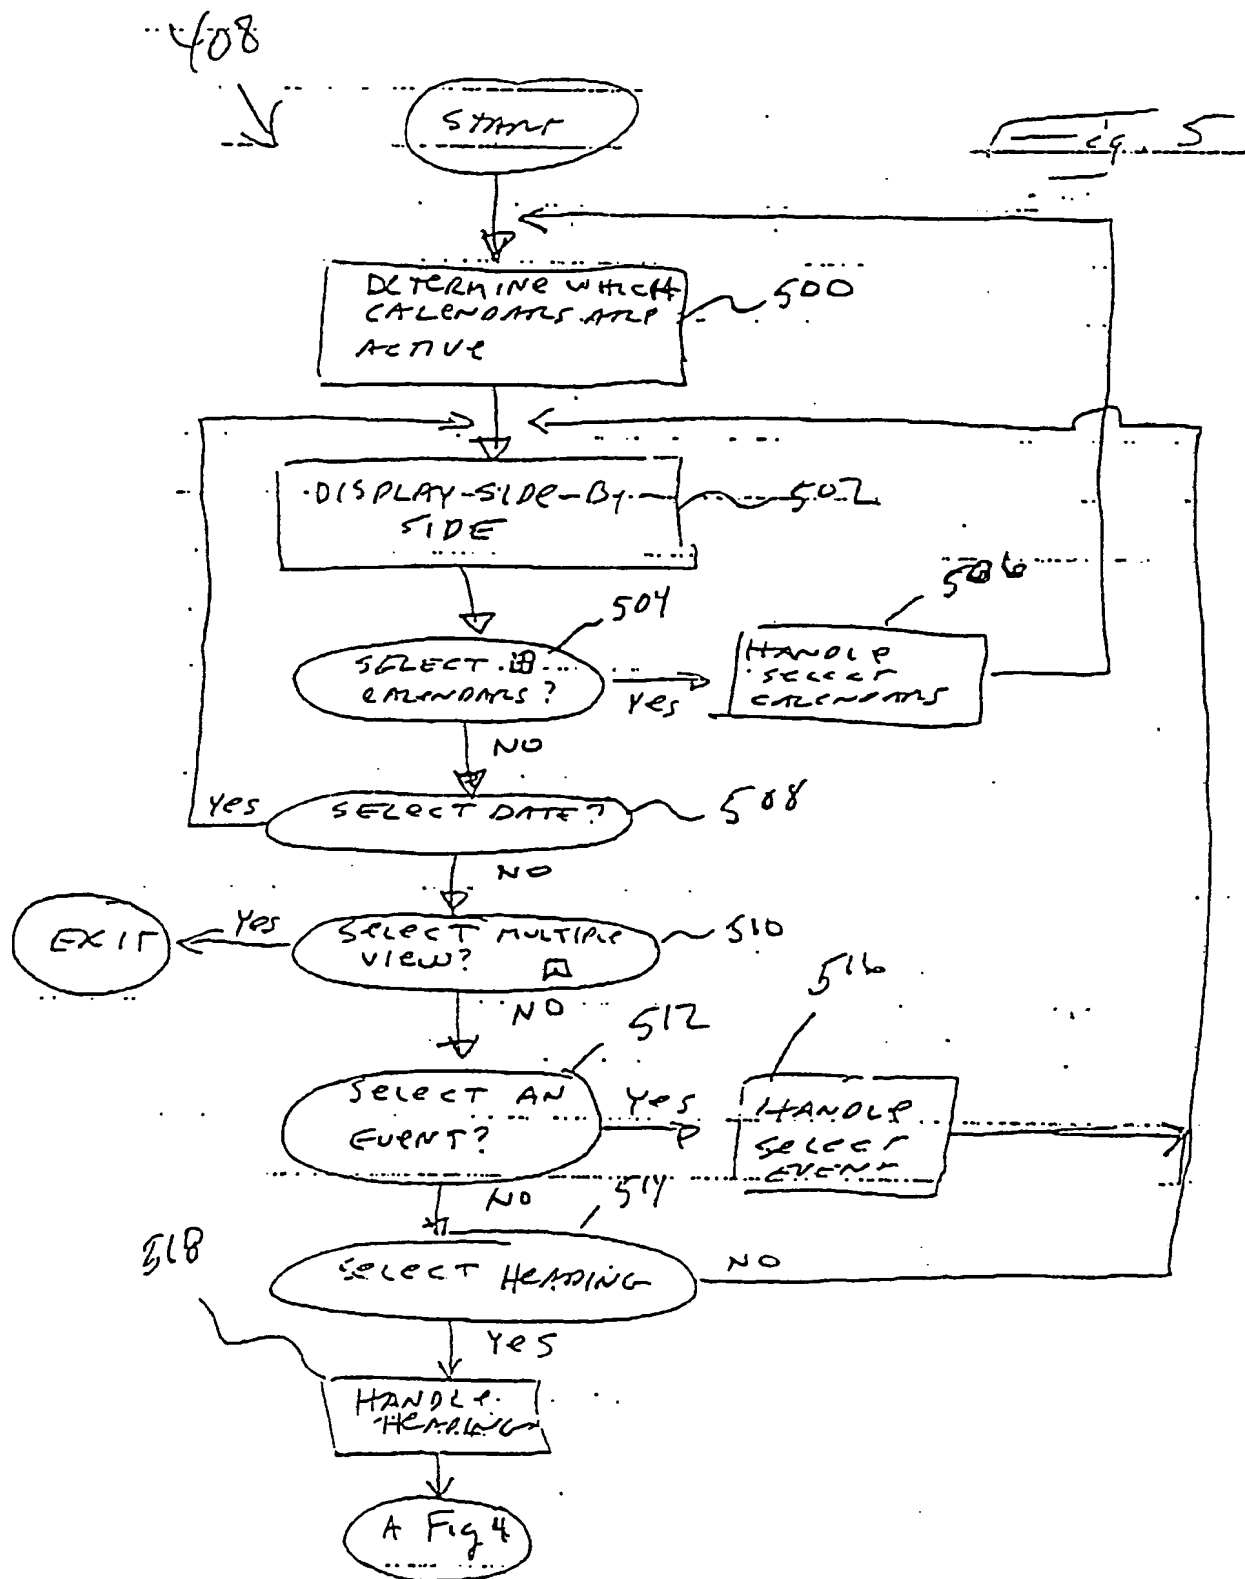 408
START
Fig. 5
DETERMINE WHICH
CALENDARS ARE
ACTIVE
500
DISPLAY-SIDE-BY-
SIDE
502
504
506
SELECT
CALENDARS?
Yes
HANDLE
SELECT
CALENDARS
NO
Yes
SELECT DATE?
508
NO
EXIT
Yes
SELECT MULTIPLE
VIEW?
510
NO
512
516
SELECT AN
EVENT?
Yes
HANDLE
SELECT
EVENT
NO
514
518
SELECT HEADING
NO
Yes
HANDLE
HEADING
A Fig 4